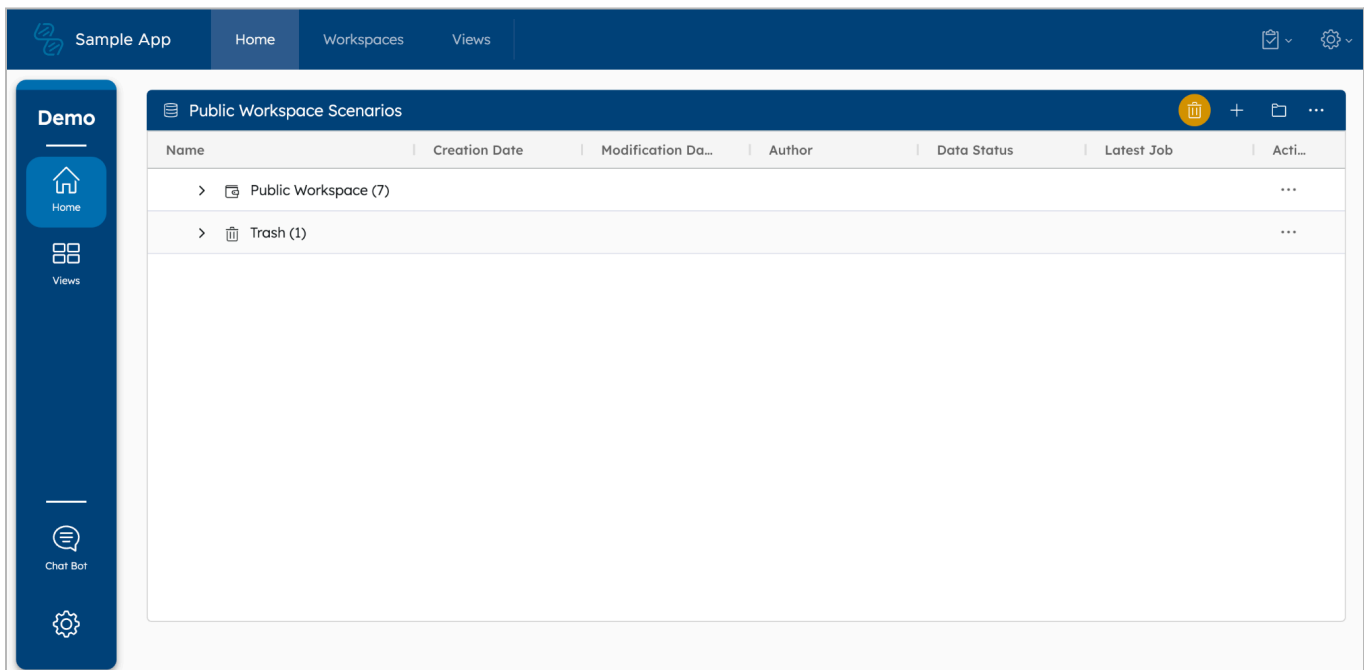 Sample App Home Workspaces Views
Demo
Home
Views
Chat Bot
Public Workspace Scenarios
Name Creation Date Modification Da... Author Data Status Latest Job Acti...
Public Workspace (7)
Trash (1)